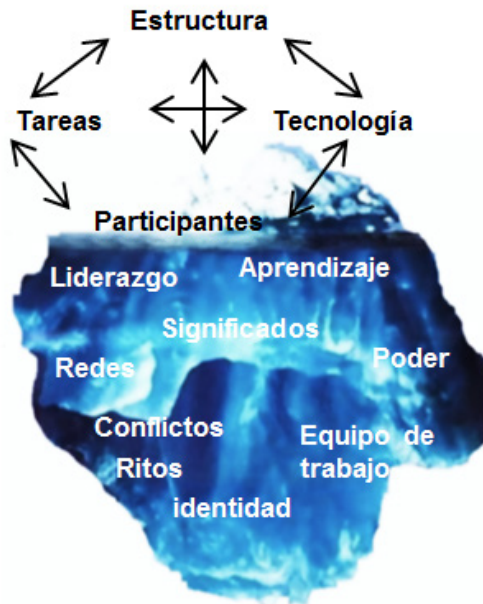 Estructura
Tareas
Tecnología
Participantes
Liderazgo
Aprendizaje
Significados
Redes
Poder
Conflictos
Equipo de
trabajo
Ritos
identidad